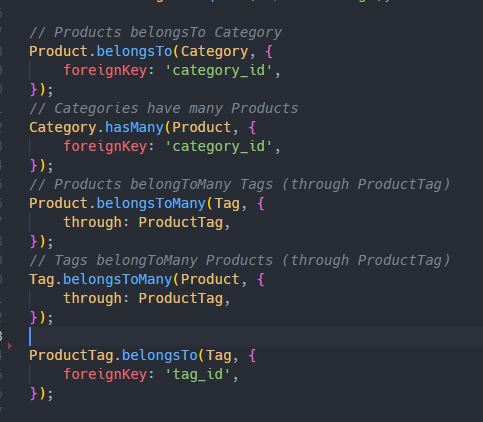 // Products belongsTo Category
Product.belongsTo(Category, {
    foreignKey: 'category_id',
});
// Categories have many Products
Category.hasMany(Product, {
    foreignKey: 'category_id',
});
// Products belongToMany Tags (through ProductTag)
Product.belongsToMany(Tag, {
    through: ProductTag,
});
// Tags belongToMany Products (through ProductTag)
Tag.belongsToMany(Product, {
    through: ProductTag,
});
ProductTag.belongsTo(Tag, {
    foreignKey: 'tag_id',
});